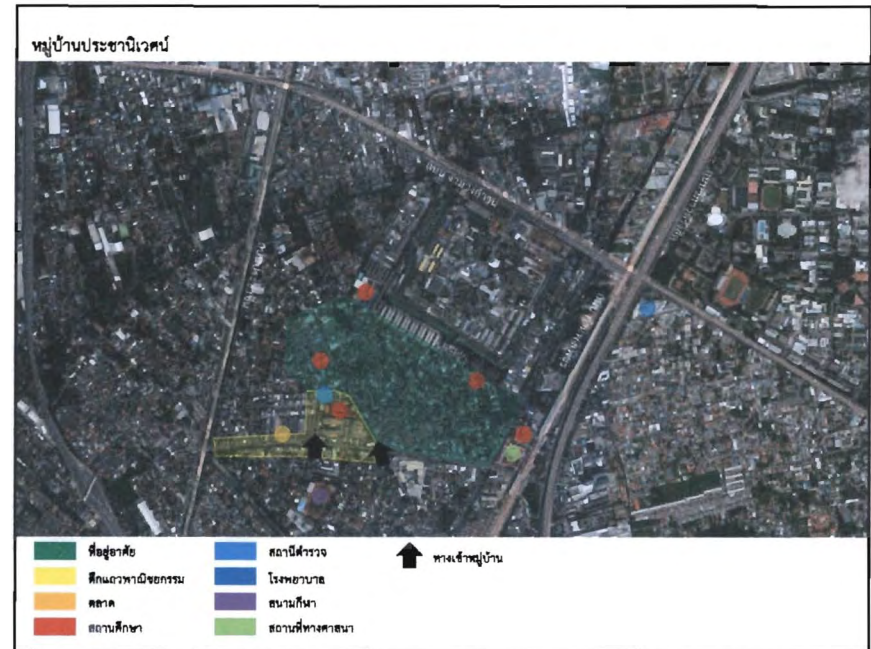 หมู่บ้านประชานิเวศน์
ที่อยู่อาศัย
ตึกแถวพาณิชยกรรม
ตลาด
สถานศึกษา
สถานีตำรวจ
โรงพยาบาล
สนามกีฬา
สถานที่ทางศาสนา
ทางเข้าหมู่บ้าน